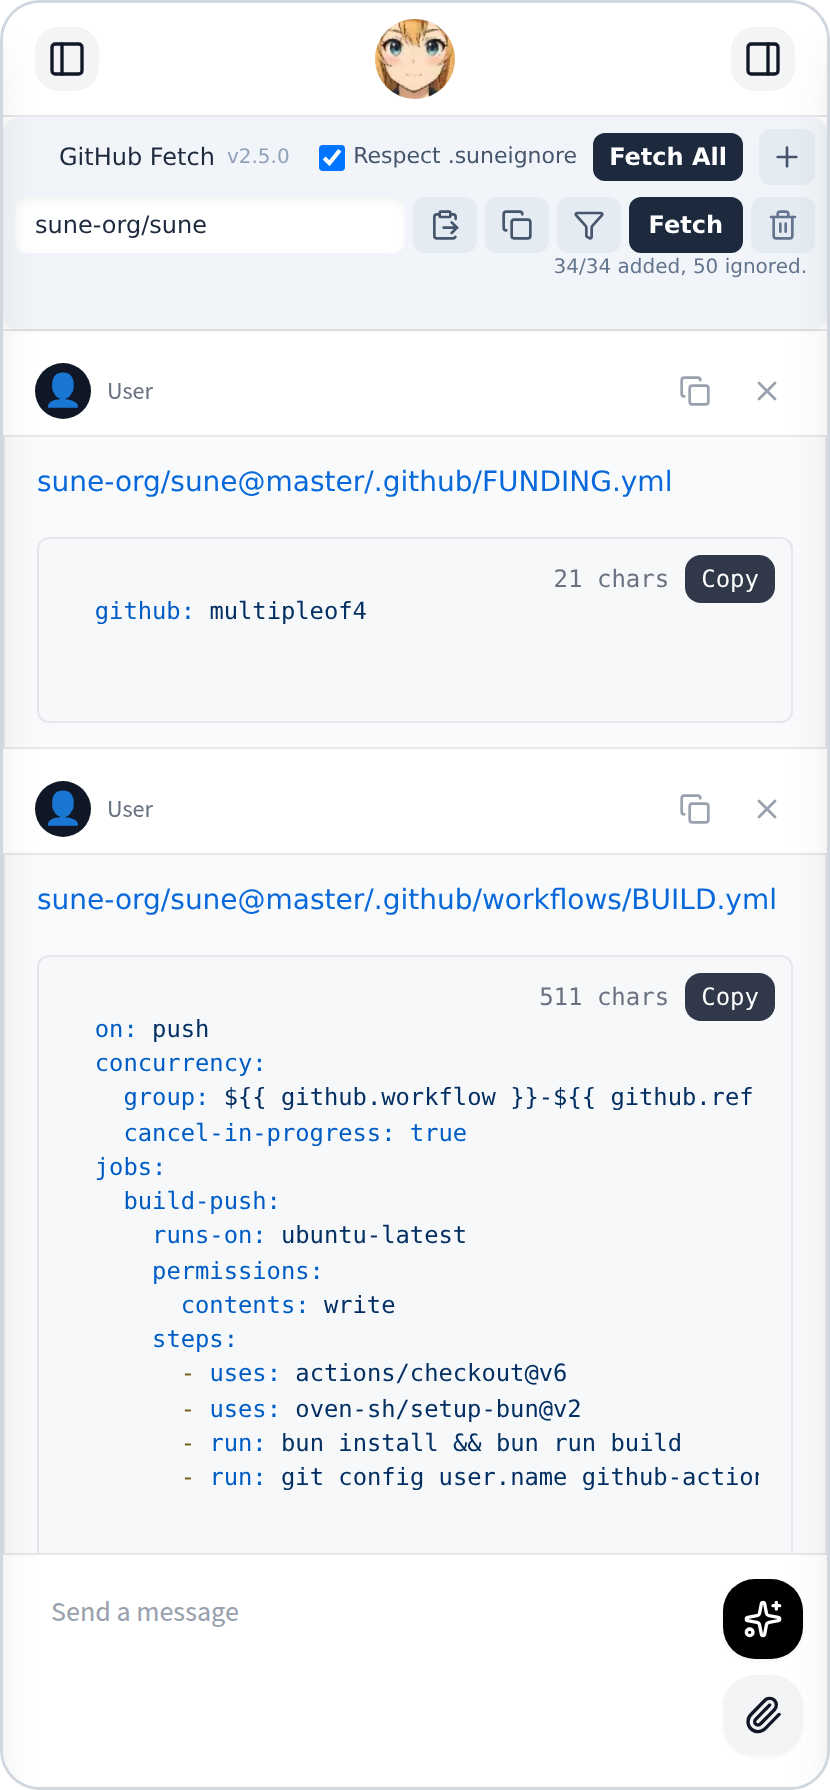 GitHub Fetch v2.5.0 Respect .suneignore Fetch All
sune-org/sune Fetch
34/34 added, 50 ignored.
User
sune-org/sune@master/.github/FUNDING.yml
21 chars Copy
github: multipleof4
User
sune-org/sune@master/.github/workflows/BUILD.yml
511 chars Copy
on: push
concurrency:
  group: ${{ github.workflow }}-${{ github.ref
  cancel-in-progress: true
jobs:
  build-push:
    runs-on: ubuntu-latest
    permissions:
      contents: write
    steps:
      - uses: actions/checkout@v6
      - uses: oven-sh/setup-bun@v2
      - run: bun install && bun run build
      - run: git config user.name github-action
Send a message